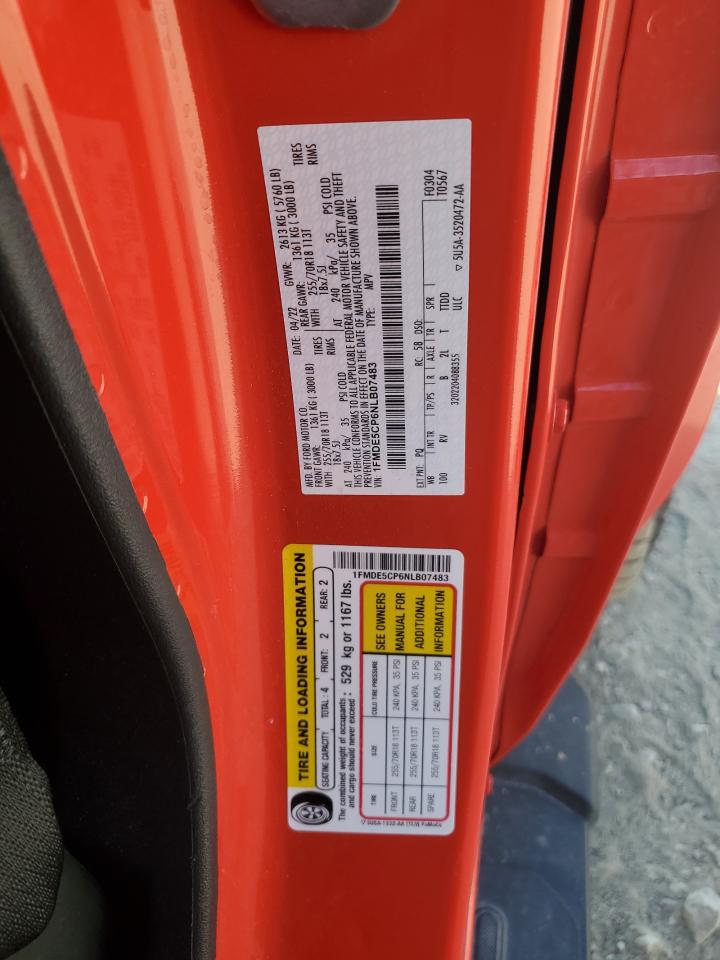 MFD. BY FORD MOTOR CO.
DATE: 04/22 GVWR: 2613 KG ( 5760 LB)
FRONT GAWR: 1361 KG ( 3000 LB) REAR GAWR: 1361 KG ( 3000 LB)
WITH 255/70R18 113T TIRES WITH 255/70R18 113T TIRES
18x7.5J RIMS 18x7.5J RIMS
AT 240 kPa/ 35 PSI COLD AT 240 kPa/ 35 PSI COLD
THIS VEHICLE CONFORMS TO ALL APPLICABLE FEDERAL MOTOR VEHICLE SAFETY AND THEFT
PREVENTION STANDARDS IN EFFECT ON THE DATE OF MANUFACTURE SHOWN ABOVE.
VIN: 1FMDE5CP6NLB07483 TYPE: MPV
F0304
T0567
EXT PNT: PQ RC: 58 DSO:
WB INT TR TP/PS R AXLE TR SPR
100 RV B 2L T TTDD
ULC
3202204088355
▽ 5U5A-3520472-AA
TIRE AND LOADING INFORMATION
SEATING CAPACITY TOTAL : 4 FRONT: 2 REAR: 2
The combined weight of occupants and cargo should never exceed : 529 kg or 1167 lbs.
1FMDE5CP6NLB07483
TIRE SIZE COLD TIRE PRESSURE
FRONT 255/70R18 113T 240 KPA, 35 PSI
REAR 255/70R18 113T 240 KPA, 35 PSI
SPARE 255/70R18 113T 240 KPA, 35 PSI
SEE OWNERS
MANUAL FOR
ADDITIONAL
INFORMATION